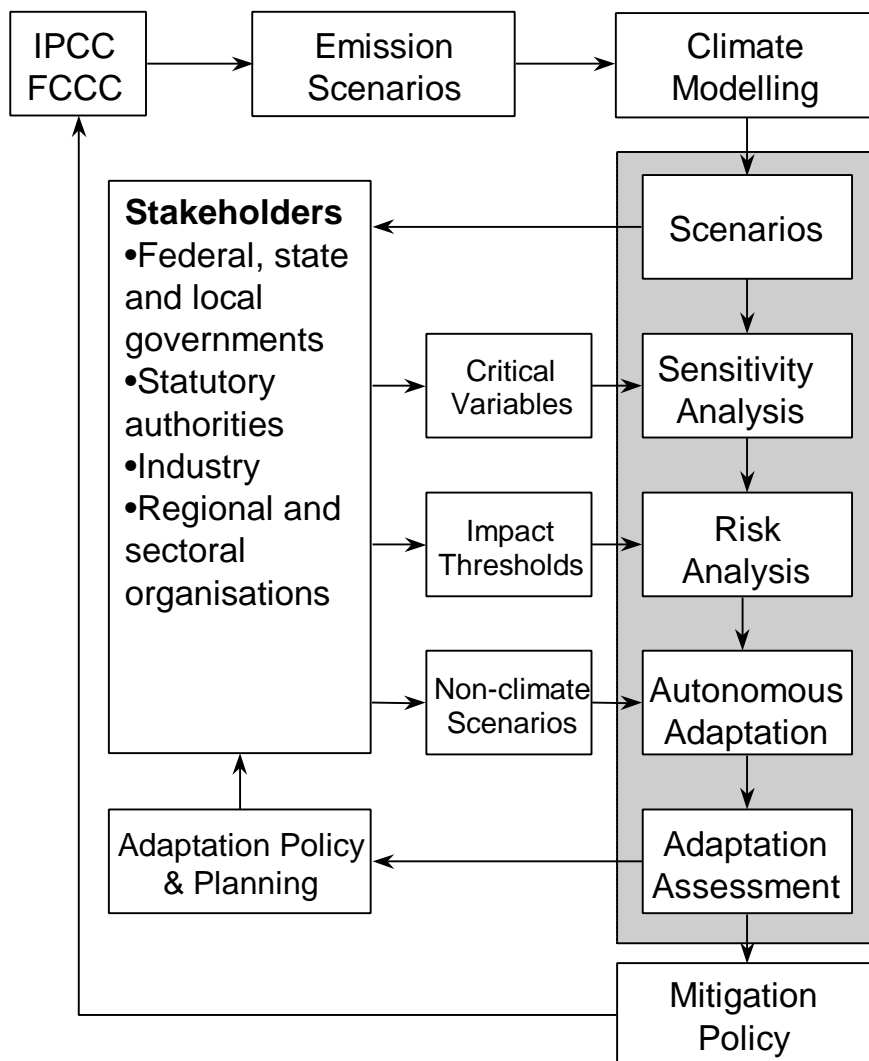 IPCC
FCCC
Emission
Scenarios
Climate
Modelling
Stakeholders
•Federal, state
and local
governments
•Statutory
authorities
•Industry
•Regional and
sectoral
organisations
Scenarios
Critical
Variables
Sensitivity
Analysis
Impact
Thresholds
Risk
Analysis
Non-climate
Scenarios
Autonomous
Adaptation
Adaptation Policy
& Planning
Adaptation
Assessment
Mitigation
Policy